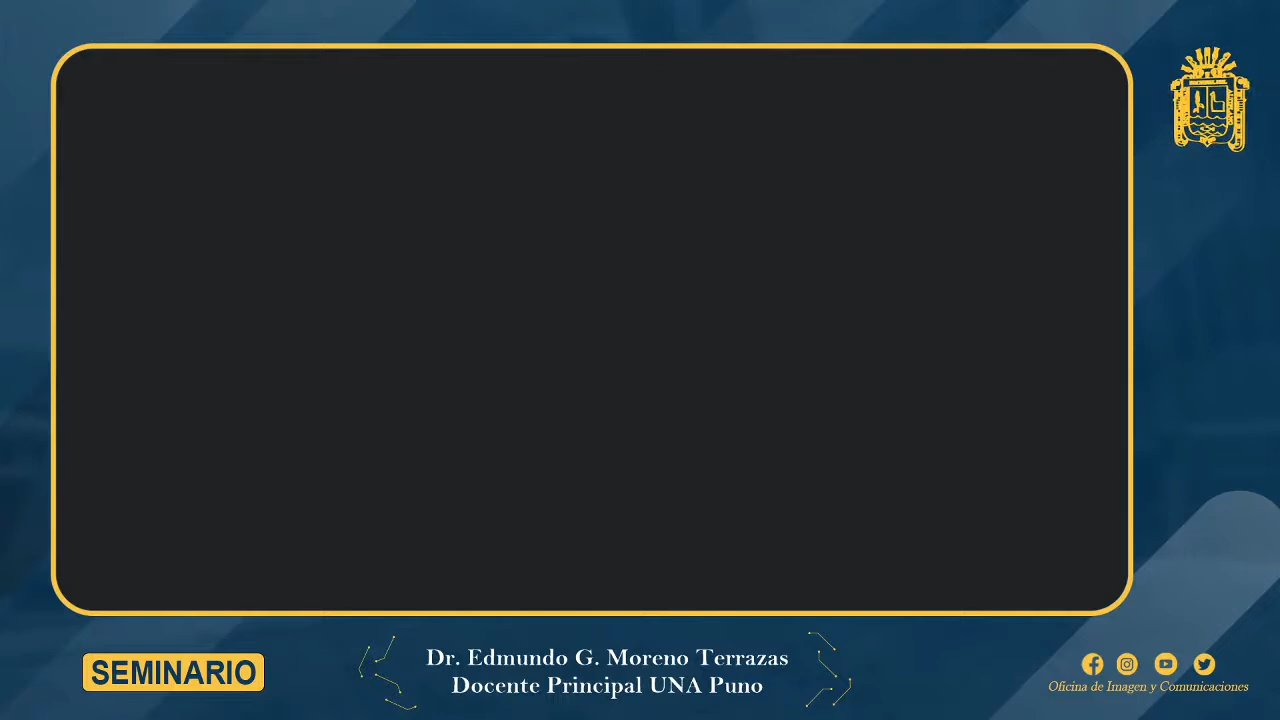 SEMINARIO
Dr. Edmundo G. Moreno Terrazas
Docente Principal UNA Puno
Oficina de Imagen y Comunicaciones